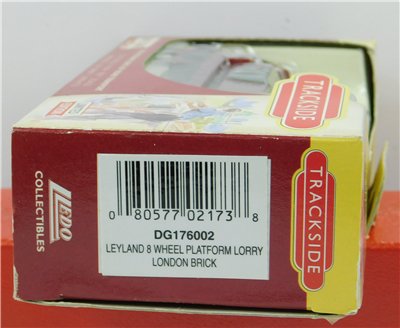 TRACKSIDE
LLEDO
COLLECTIBLES
0 80577 02173 8
DG176002
LEYLAND 8 WHEEL PLATFORM LORRY
LONDON BRICK
TRACKSIDE